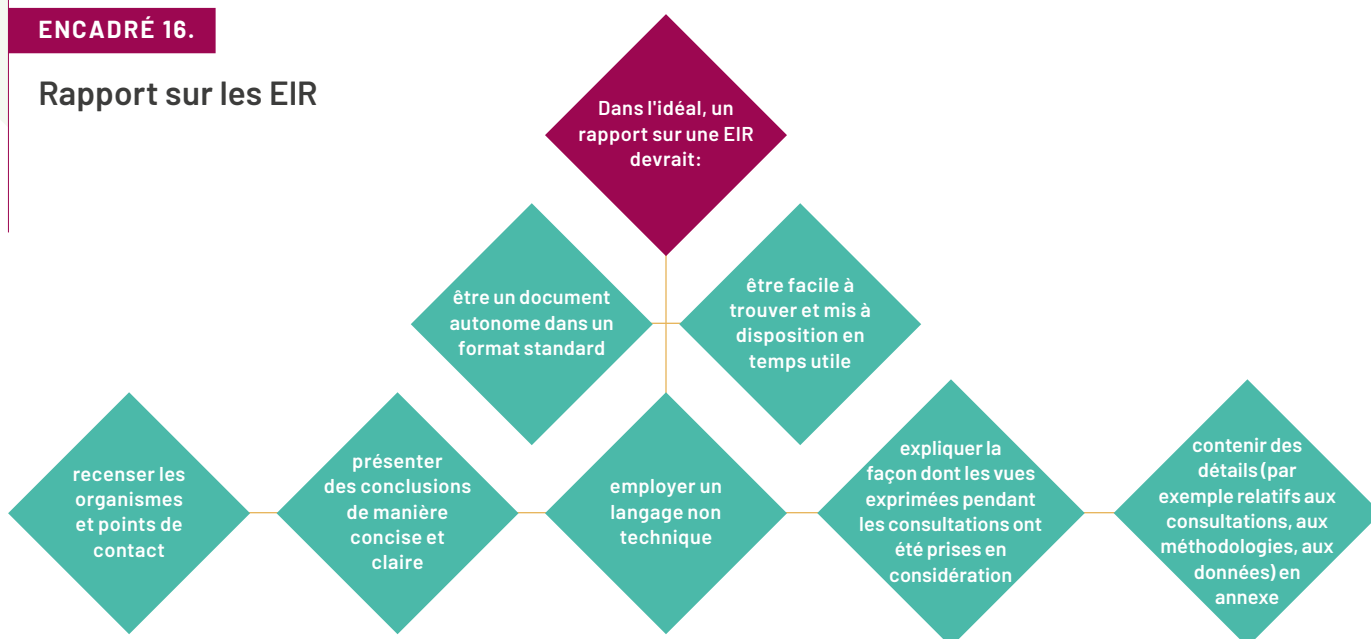 ENCADRÉ 16.
Rapport sur les EIR
Dans l'idéal, un
rapport sur une EIR
devrait:
être un document
autonome dans un
format standard
être facile à
trouver et mis à
disposition en
temps utile
recenser les
organismes
et points de
contact
présenter
des conclusions
de manière
concise et
claire
employer un
langage non
technique
expliquer la
façon dont les vues
exprimées pendant
les consultations ont
été prises en
considération
contenir des
détails (par
exemple relatifs aux
consultations, aux
méthodologies, aux
données) en
annexe